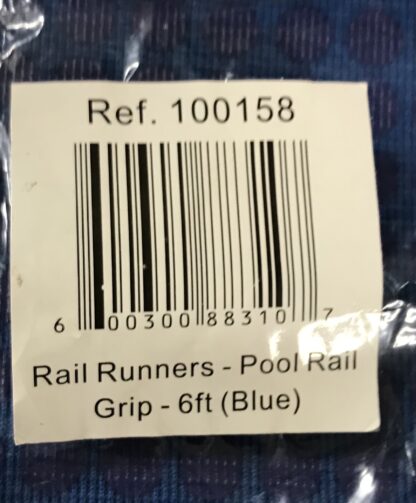 Ref. 100158
6 00300 88310 7
Rail Runners - Pool Rail
Grip - 6ft (Blue)